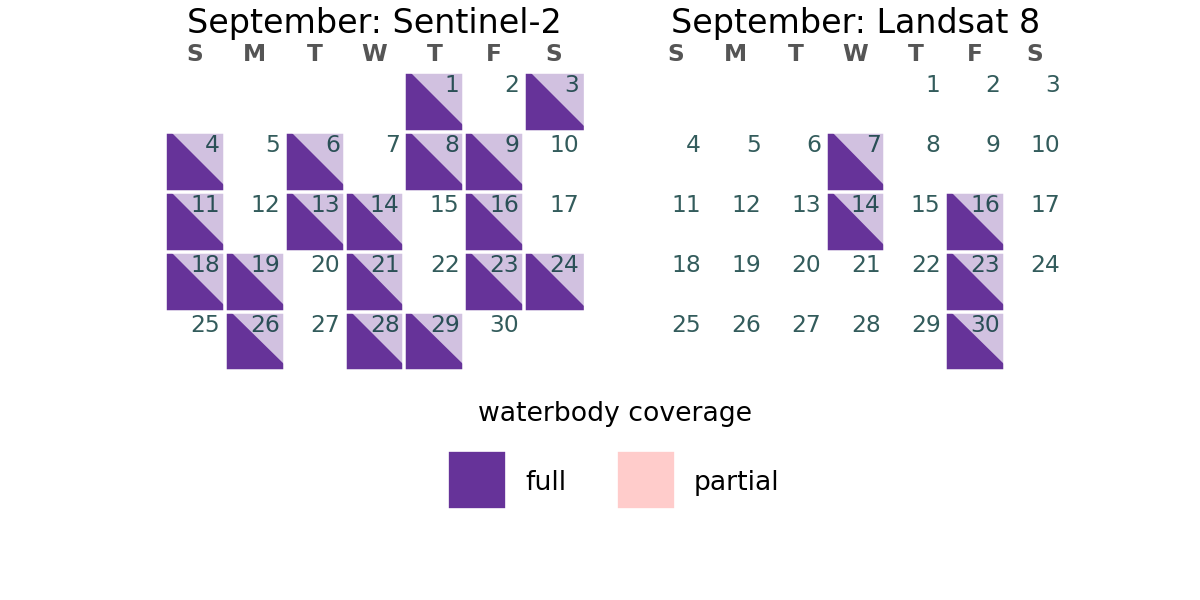 September: Sentinel-2
S M T W T F S
1 2 3
4 5 6 7 8 9 10
11 12 13 14 15 16 17
18 19 20 21 22 23 24
25 26 27 28 29 30
September: Landsat 8
S M T W T F S
1 2 3
4 5 6 7 8 9 10
11 12 13 14 15 16 17
18 19 20 21 22 23 24
25 26 27 28 29 30
waterbody coverage
full partial